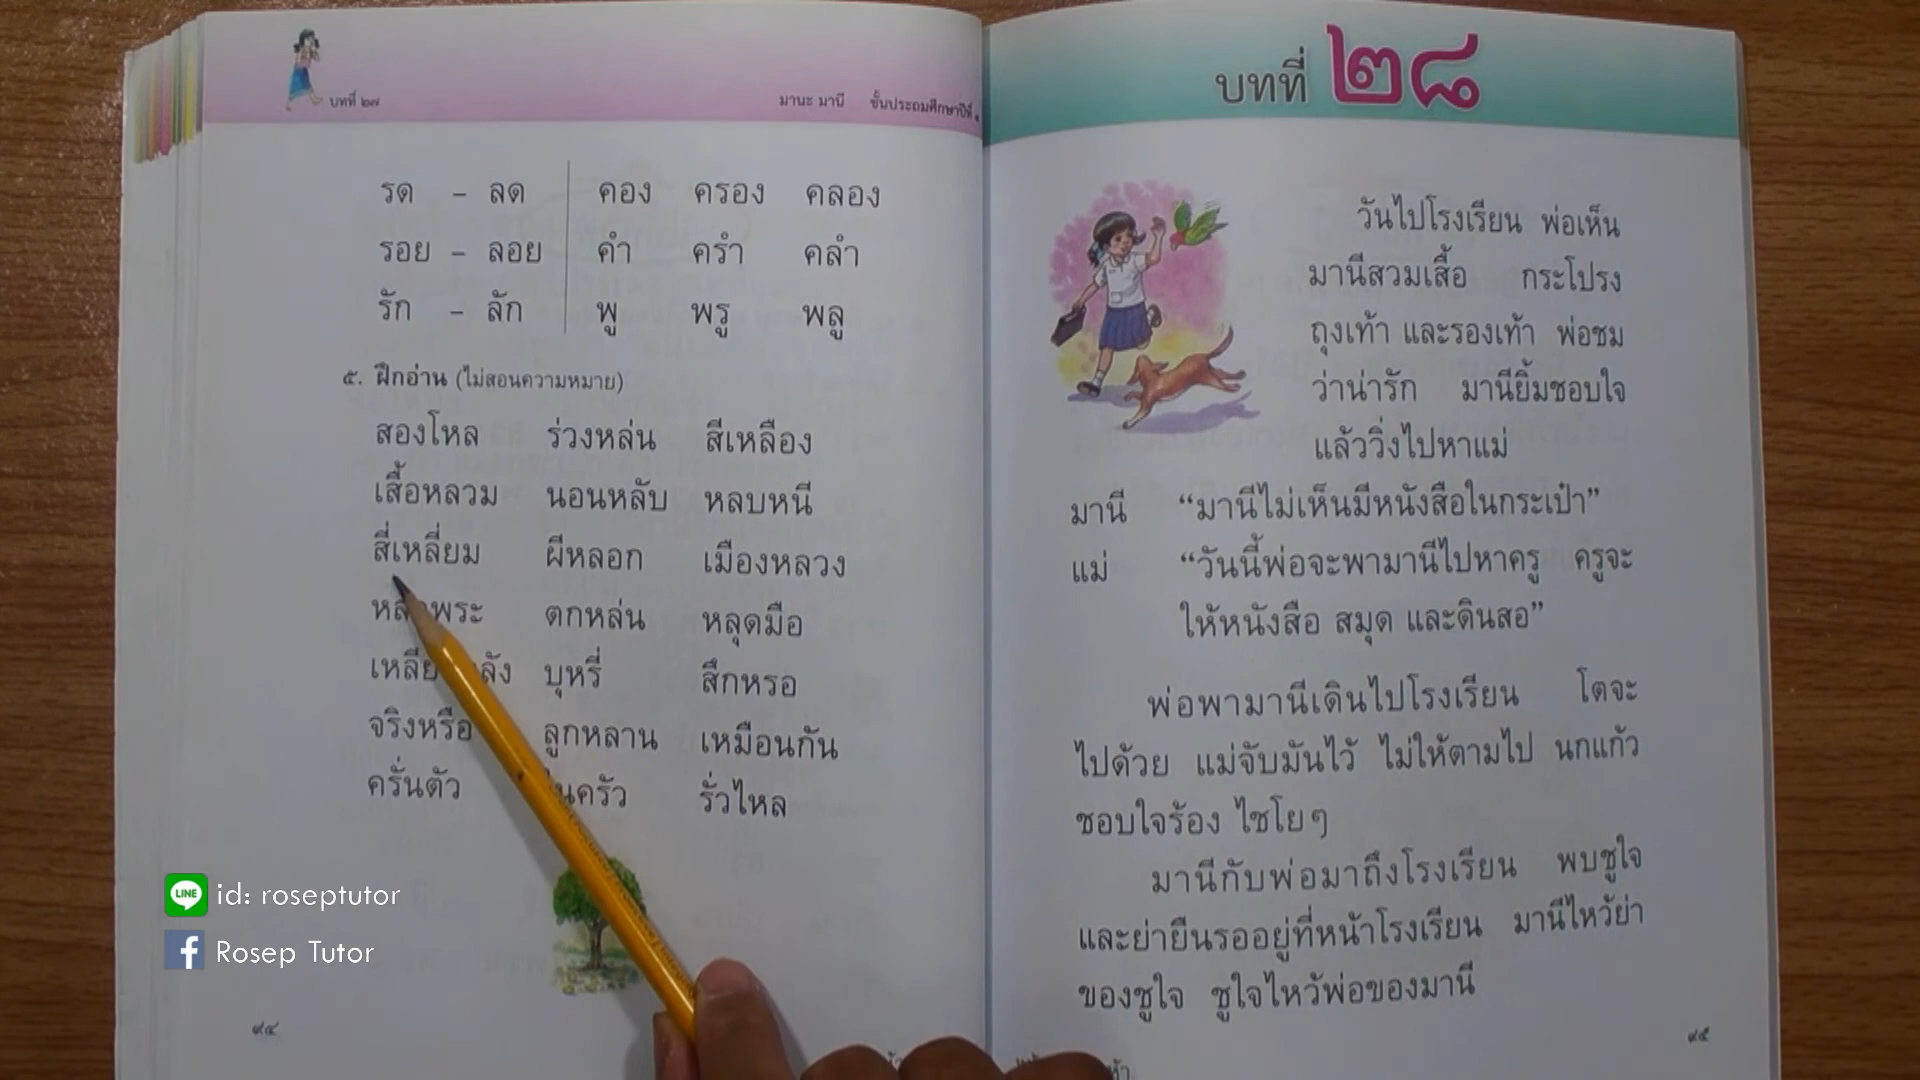 บทที่ ๒๗
มานะ มานี ชั้นประถมศึกษาปีที่ ๑
รด – ลด คอง ครอง คลอง
รอย – ลอย คำ ครำ คลำ
รัก – ลัก พู พรู พลู
๕. ฝึกอ่าน (ไม่สอนความหมาย)
สองโหล ร่วงหล่น สีเหลือง
เสื้อหลวม นอนหลับ หลบหนี
สี่เหลี่ยม ผีหลอก เมืองหลวง
พระ ตกหล่น หลุดมือ
บุหรี่ สึกหรอ
จริงหรือ ลูกหลาน เหมือนกัน
ครั่นตัว ครัว รั่วไหล
id: roseptutor
Rosep Tutor
๙๔
บทที่ ๒๘
วันไปโรงเรียน พ่อเห็น
มานีสวมเสื้อ กระโปรง
ถุงเท้า และรองเท้า พ่อชม
ว่าน่ารัก มานียิ้มชอบใจ
แล้ววิ่งไปหาแม่
มานี “มานีไม่เห็นมีหนังสือในกระเป๋า”
แม่ “วันนี้พ่อจะพามานีไปหาครู ครูจะ
ให้หนังสือ สมุด และดินสอ”
พ่อพามานีเดินไปโรงเรียน โตจะ
ไปด้วย แม่จับมันไว้ ไม่ให้ตามไป นกแก้ว
ชอบใจร้อง ไชโยๆ
มานีกับพ่อมาถึงโรงเรียน พบชูใจ
และย่ายืนรออยู่ที่หน้าโรงเรียน มานีไหว้ย่า
ของชูใจ ชูใจไหว้พ่อของมานี
๙๕